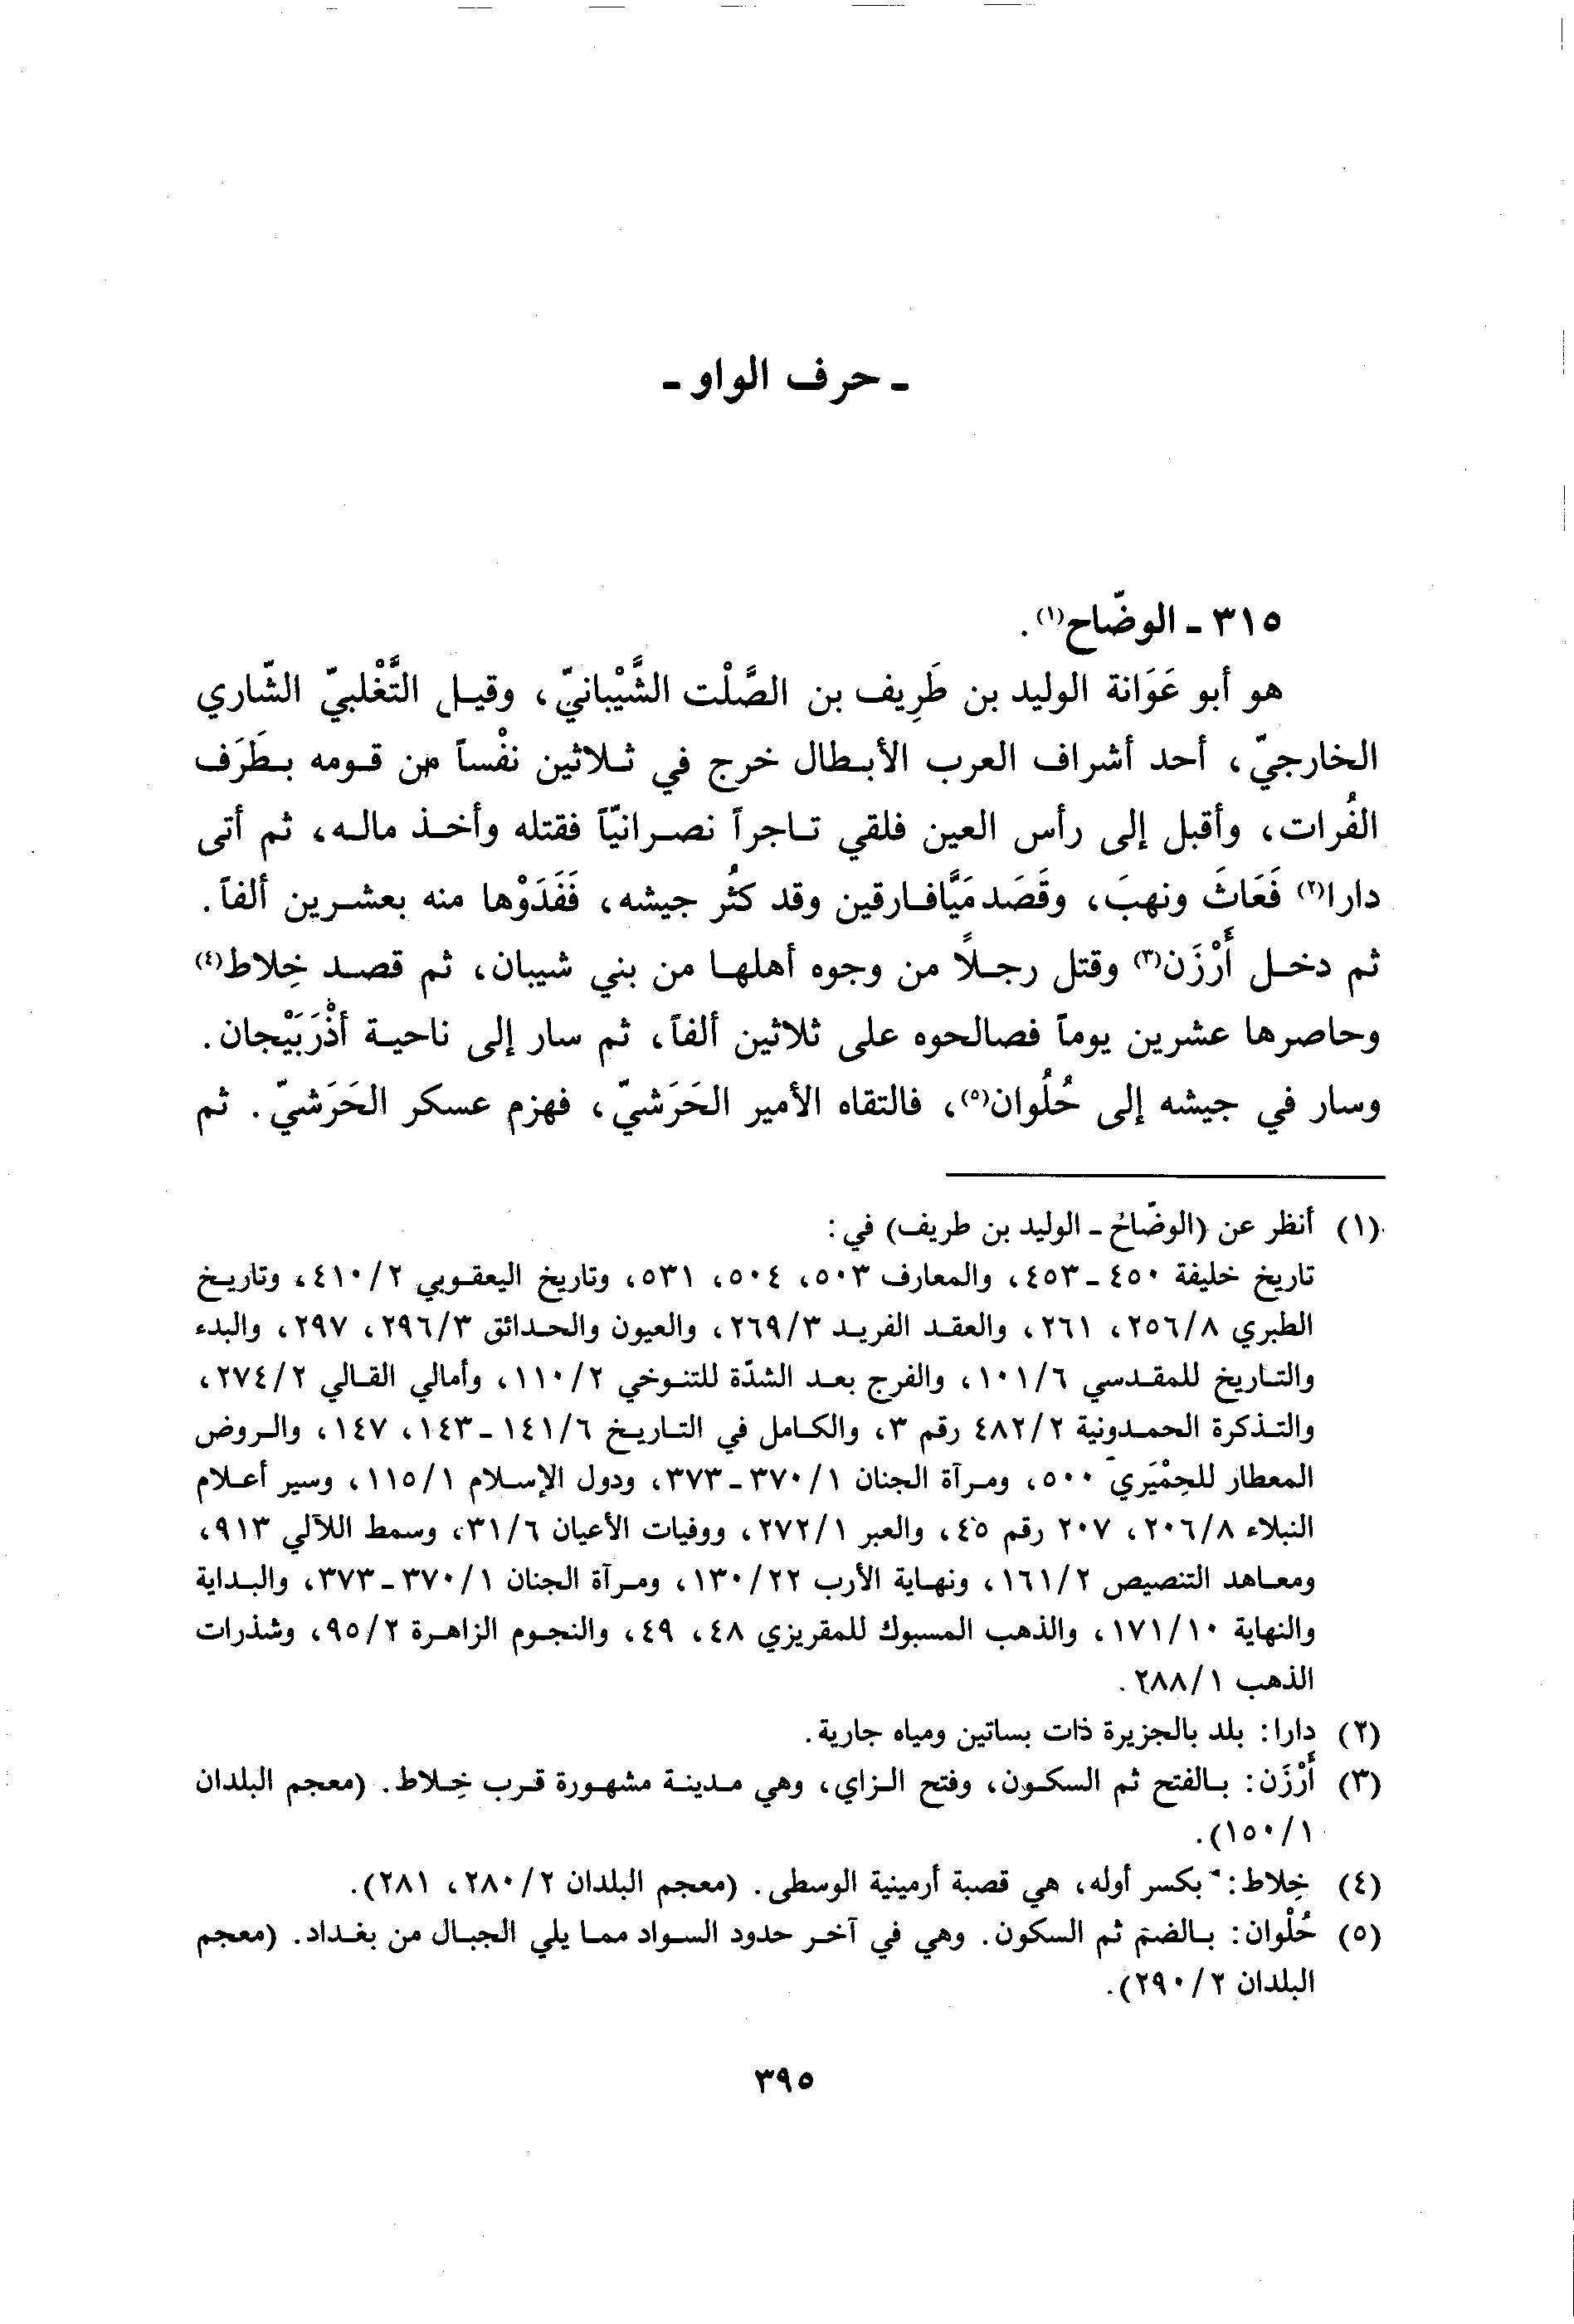 ـ حرف الواو ـ
٣١٥ ـ الوضّاح(١).
هو أبو عَوَانة الوليد بن طَرِيف بن الصَّلْت الشَّيْبانيّ، وقيل التَّغْلبيّ الشّاري
الخارجيّ، أحد أشراف العرب الأبطال خرج في ثلاثين نفْساً من قومه بطَرَف
الفُرات، وأقبل إلى رأس العين فلقي تاجراً نصرانيّاً فقتله وأخذ ماله، ثم أتى
دارا(٢) فَعَاثَ ونهبَ، وقَصَد مَيَّافارقين وقد كثُر جيشه، فَفَدَوْها منه بعشرين ألفاً.
ثم دخل أَرْزَن(٣) وقتل رجلاً من وجوه أهلها من بني شيبان، ثم قصد خِلاط(٤)
وحاصرها عشرين يوماً فصالحوه على ثلاثين ألفاً، ثم سار إلى ناحية أذْرَبَيْجان.
وسار في جيشه إلى حُلُوان(٥)، فالتقاه الأمير الحَرَشيّ، فهزم عسكر الحَرَشيّ. ثم
(١) أنظر عن (الوضّاح ـ الوليد بن طريف) في:
تاريخ خليفة ٤٥٠ ـ ٤٥٣، والمعارف ٥٠٣، ٥٠٤، ٥٣١، وتاريخ اليعقوبي ٤١٠/٢، وتاريخ
الطبري ٢٥٦/٨، ٢٦١، والعقد الفريد ٢٦٩/٣، والعيون والحدائق ٢٩٦/٣، ٢٩٧، والبدء
والتاريخ للمقدسي ١٠١/٦، والفرج بعد الشدّة للتنوخي ١١٠/٢، وأمالي القالي ٢٧٤/٢،
والتذكرة الحمدونية ٤٨٢/٢ رقم ٣، والكامل في التاريخ ١٤١/٦ ـ ١٤٣، ١٤٧، والروض
المعطار للحِمْيَري ٥٠٠، ومرآة الجنان ٣٧٠/١ ـ ٣٧٣، ودول الإسلام ١١٥/١، وسير أعلام
النبلاء ٢٠٦/٨، ٢٠٧ رقم ٤٥، والعبر ٢٧٢/١، ووفيات الأعيان ٣١/٦، وسمط اللآلي ٩١٣،
ومعاهد التنصيص ١٦١/٢، ونهاية الأرب ١٣٠/٢٢، ومرآة الجنان ٣٧٠/١ ـ ٣٧٣، والبداية
والنهاية ١٧١/١٠، والذهب المسبوك للمقريزي ٤٨، ٤٩، والنجوم الزاهرة ٩٥/٢، وشذرات
الذهب ٢٨٨/١.
(٢) دارا: بلد بالجزيرة ذات بساتين ومياه جارية.
(٣) أَرْزَن: بالفتح ثم السكون، وفتح الزاي، وهي مدينة مشهورة قرب خِلاط. (معجم البلدان
١٥٠/١).
(٤) خِلاط: بكسر أوله، هي قصبة أرمينية الوسطى. (معجم البلدان ٢٨٠/٢، ٢٨١).
(٥) حُلْوان: بالضم ثم السكون. وهي في آخر حدود السواد مما يلي الجبال من بغداد. (معجم
البلدان ٢٩٠/٢).
٣٩٥